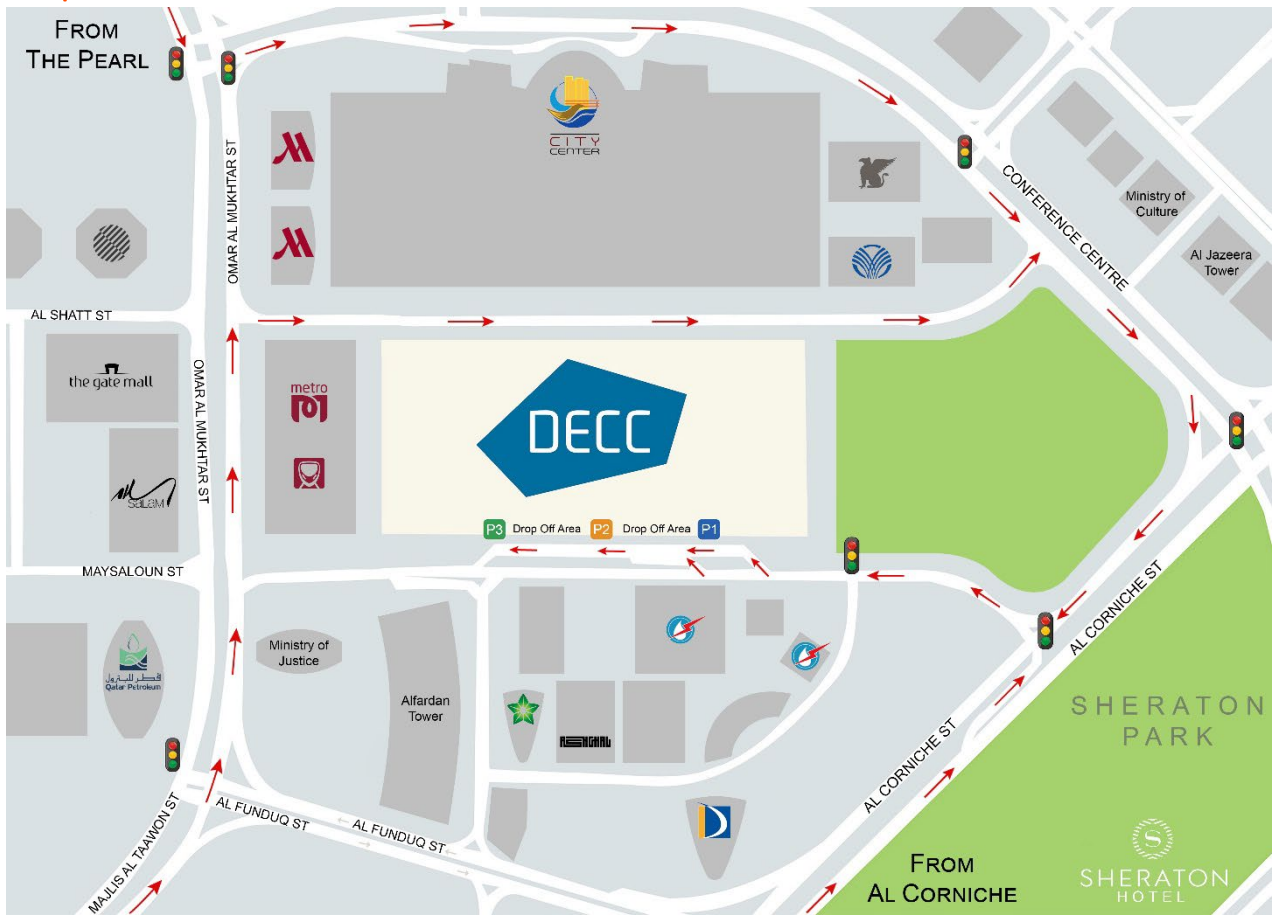 FROM
THE PEARL
CITY
CENTER
OMAR AL MUKHTAR ST
CONFERENCE CENTRE
Ministry of
Culture
Al Jazeera
Tower
AL SHATT ST
the gate mall
OMAR AL MUKHTAR ST
metro
DECC
SALAM
P3 Drop Off Area P2 Drop Off Area P1
MAYSALOUN ST
AL CORNICHE ST
Ministry of
Justice
قطر للبترول
Qatar Petroleum
Alfardan
Tower
SHERATON
PARK
ASHGHAL
AL CORNICHE ST
AL FUNDUQ ST
AL FUNDUQ ST
MAJLIS AL TAAWON ST
FROM
AL CORNICHE
S
SHERATON
HOTEL